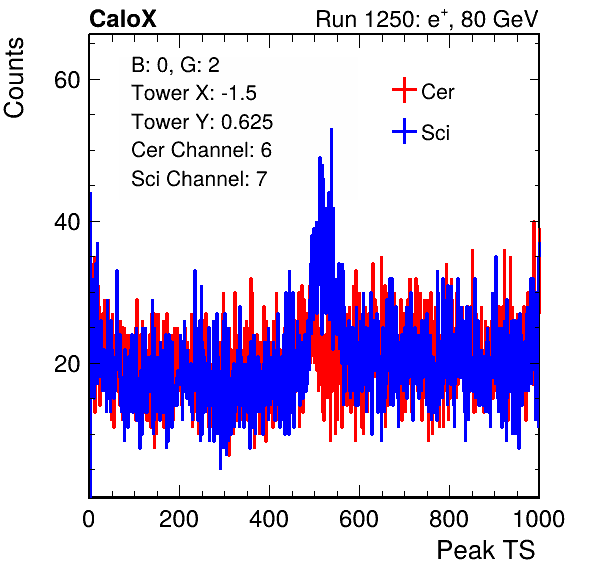 CaloX Run 1250: e⁺, 80 GeV
Counts
B: 0, G: 2
Tower X: -1.5
Tower Y: 0.625
Cer Channel: 6
Sci Channel: 7
Cer
Sci
60
40
20
0 200 400 600 800 1000
Peak TS